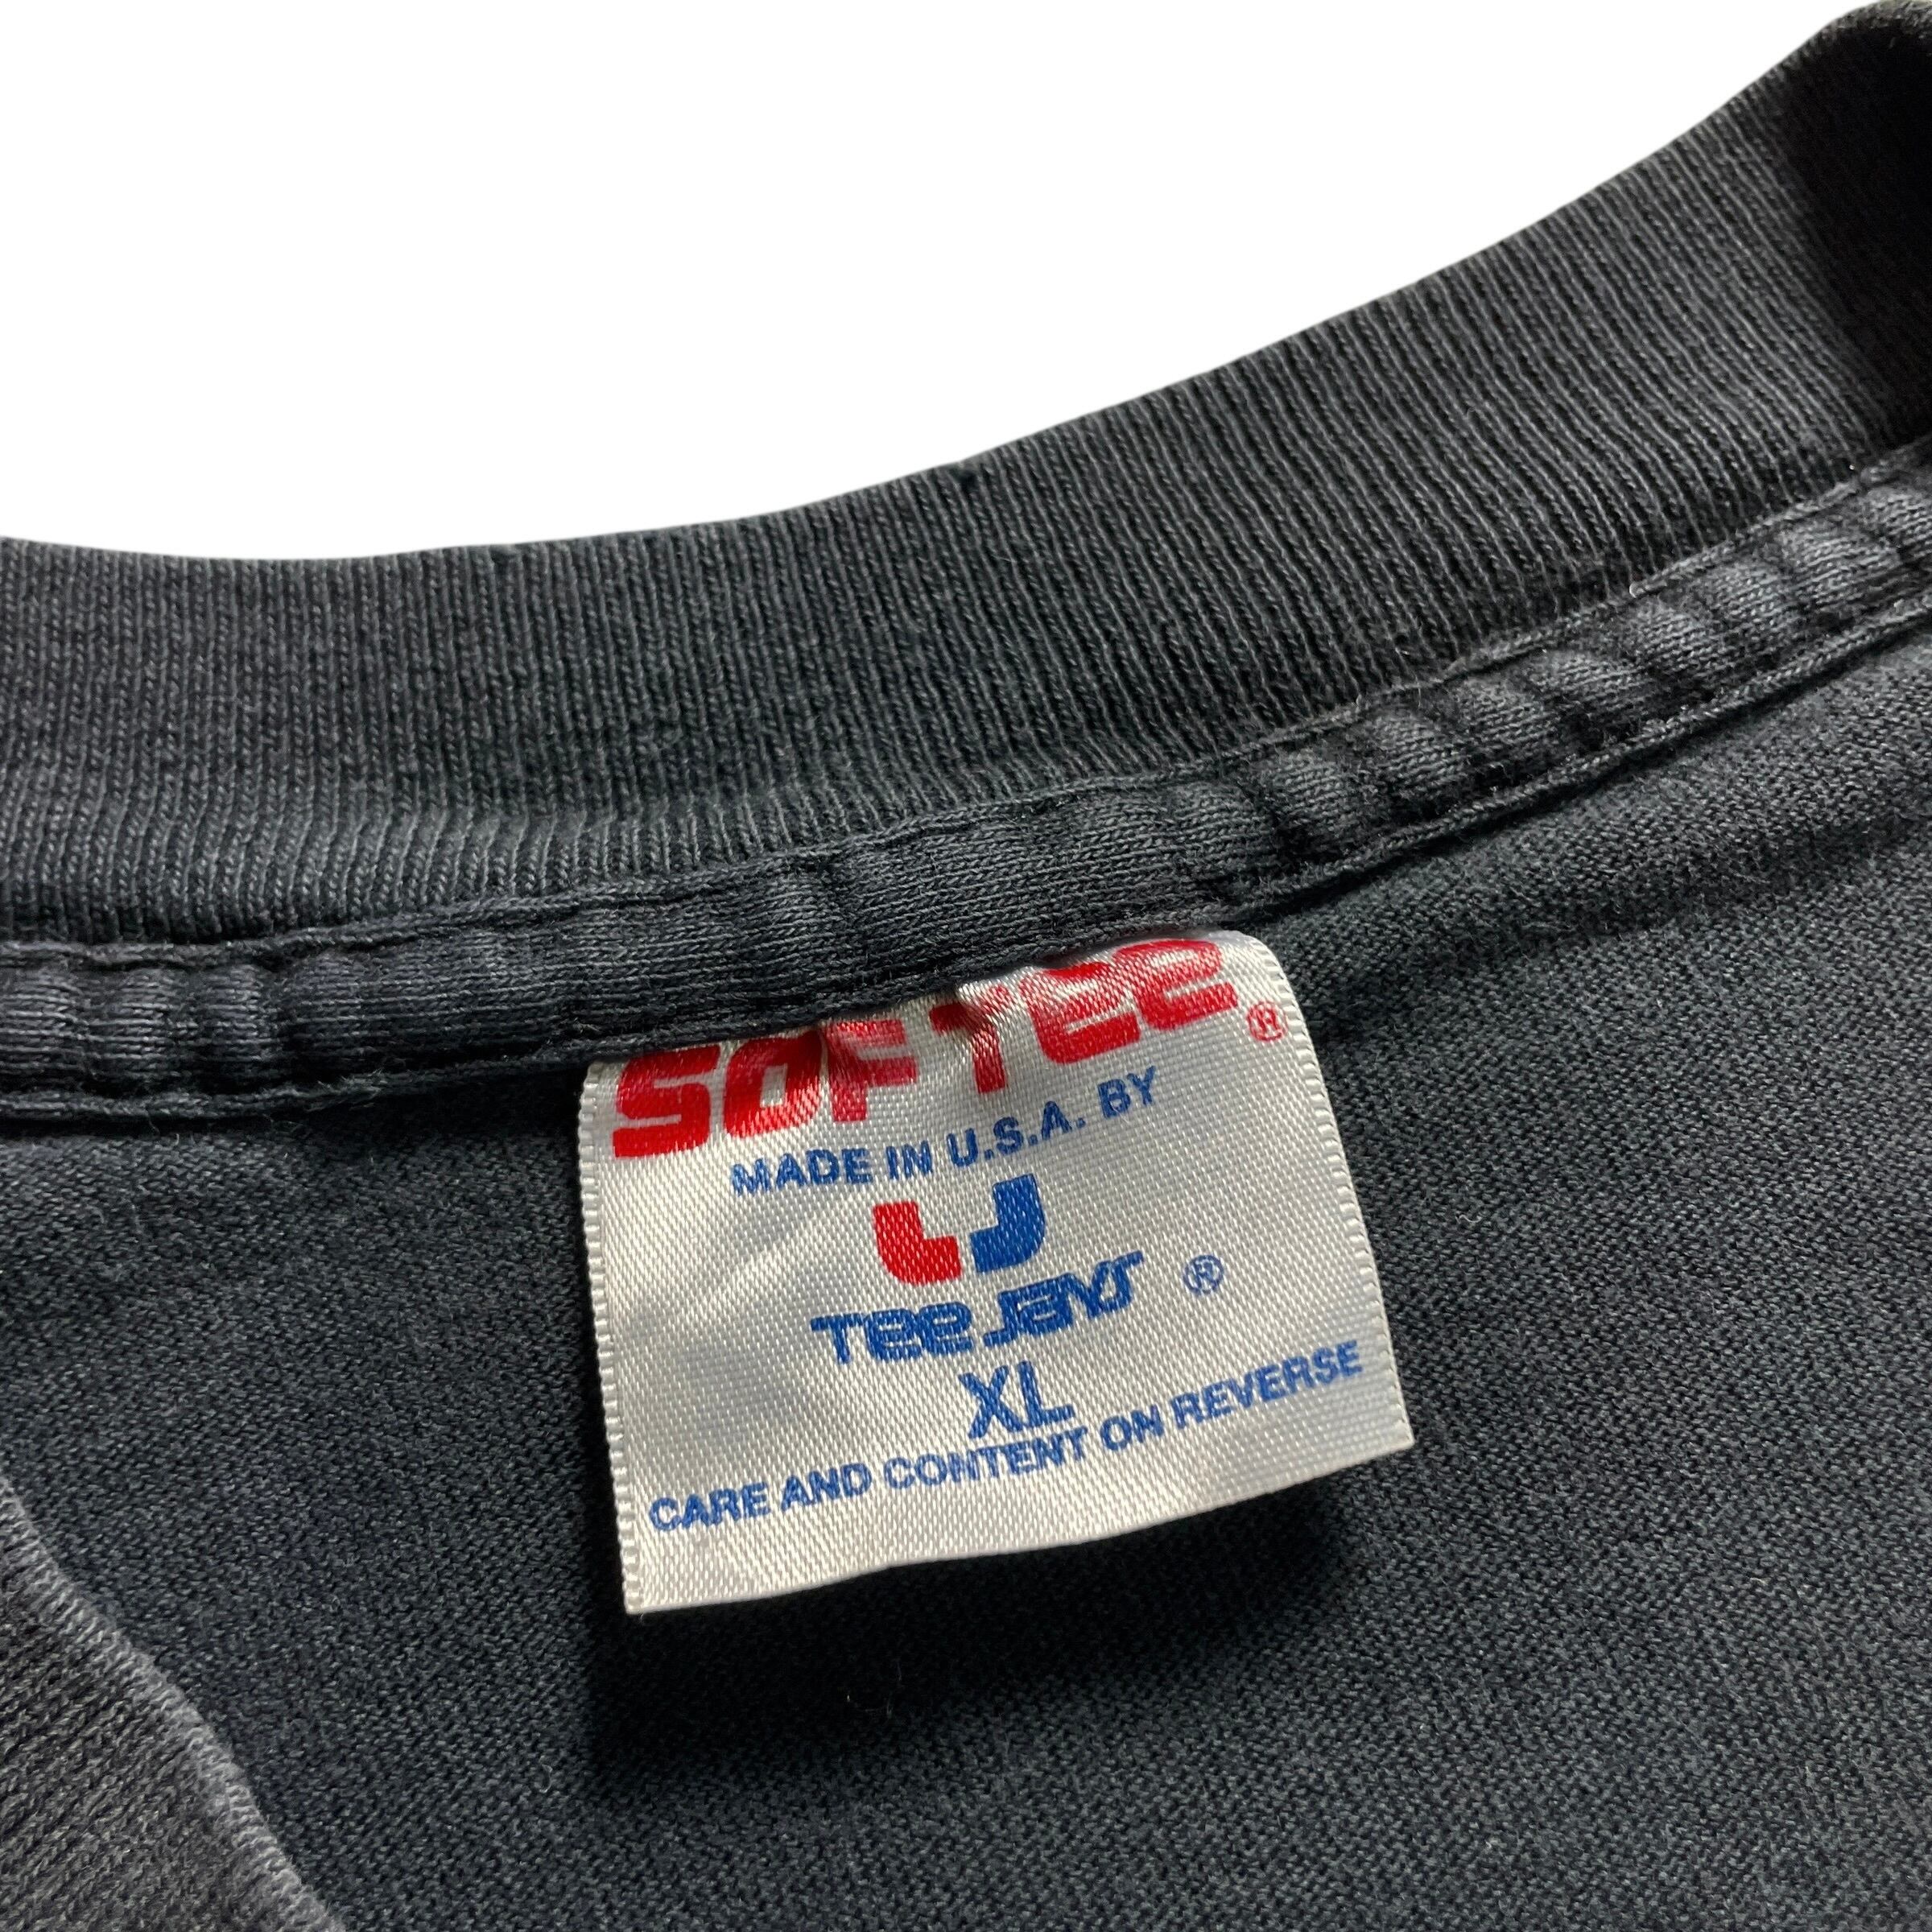 SOFTEE ®
MADE IN U.S.A. BY
TEE JAYS ®
XL
CARE AND CONTENT ON REVERSE